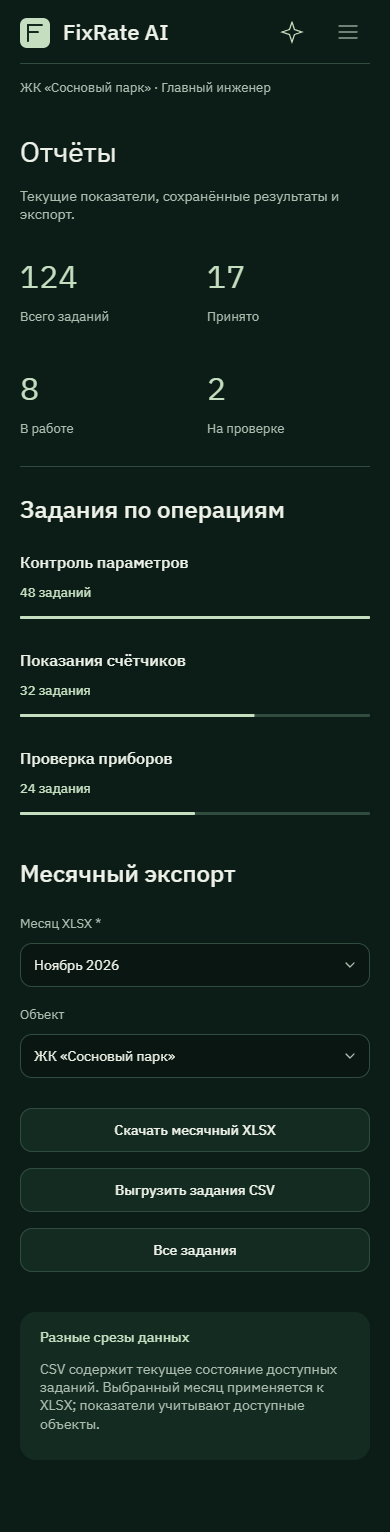 FixRate AI
ЖК «Сосновый парк» · Главный инженер
Отчёты
Текущие показатели, сохранённые результаты и
экспорт.
124
17
Всего заданий
Принято
8
2
В работе
На проверке
Задания по операциям
Контроль параметров
48 заданий
Показания счётчиков
32 задания
Проверка приборов
24 задания
Месячный экспорт
Месяц XLSX *
Ноябрь 2026
Объект
ЖК «Сосновый парк»
Скачать месячный XLSX
Выгрузить задания CSV
Все задания
Разные срезы данных
CSV содержит текущее состояние доступных
заданий. Выбранный месяц применяется к
XLSX; показатели учитывают доступные
объекты.